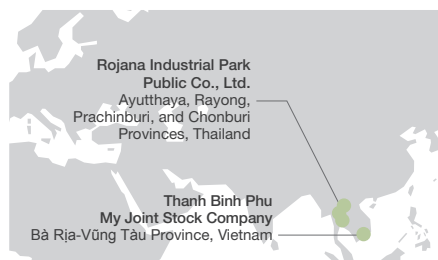 Rojana Industrial Park
Public Co., Ltd.
Ayutthaya, Rayong,
Prachinburi, and Chonburi
Provinces, Thailand
Thanh Binh Phu
My Joint Stock Company
Bà Rịa-Vũng Tàu Province, Vietnam